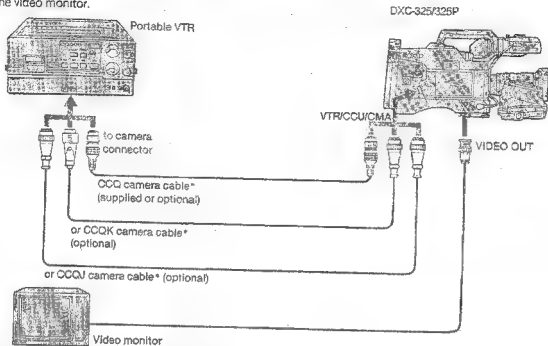 the video monitor.
DXC-325/325P
Portable VTR
VTR/CCU/CMA
to camera
connector
VIDEO OUT
CCQ camera cable*
(supplied or optional)
or CCQK camera cable*
(optional)
or CCQJ camera cable* (optional)
Video monitor